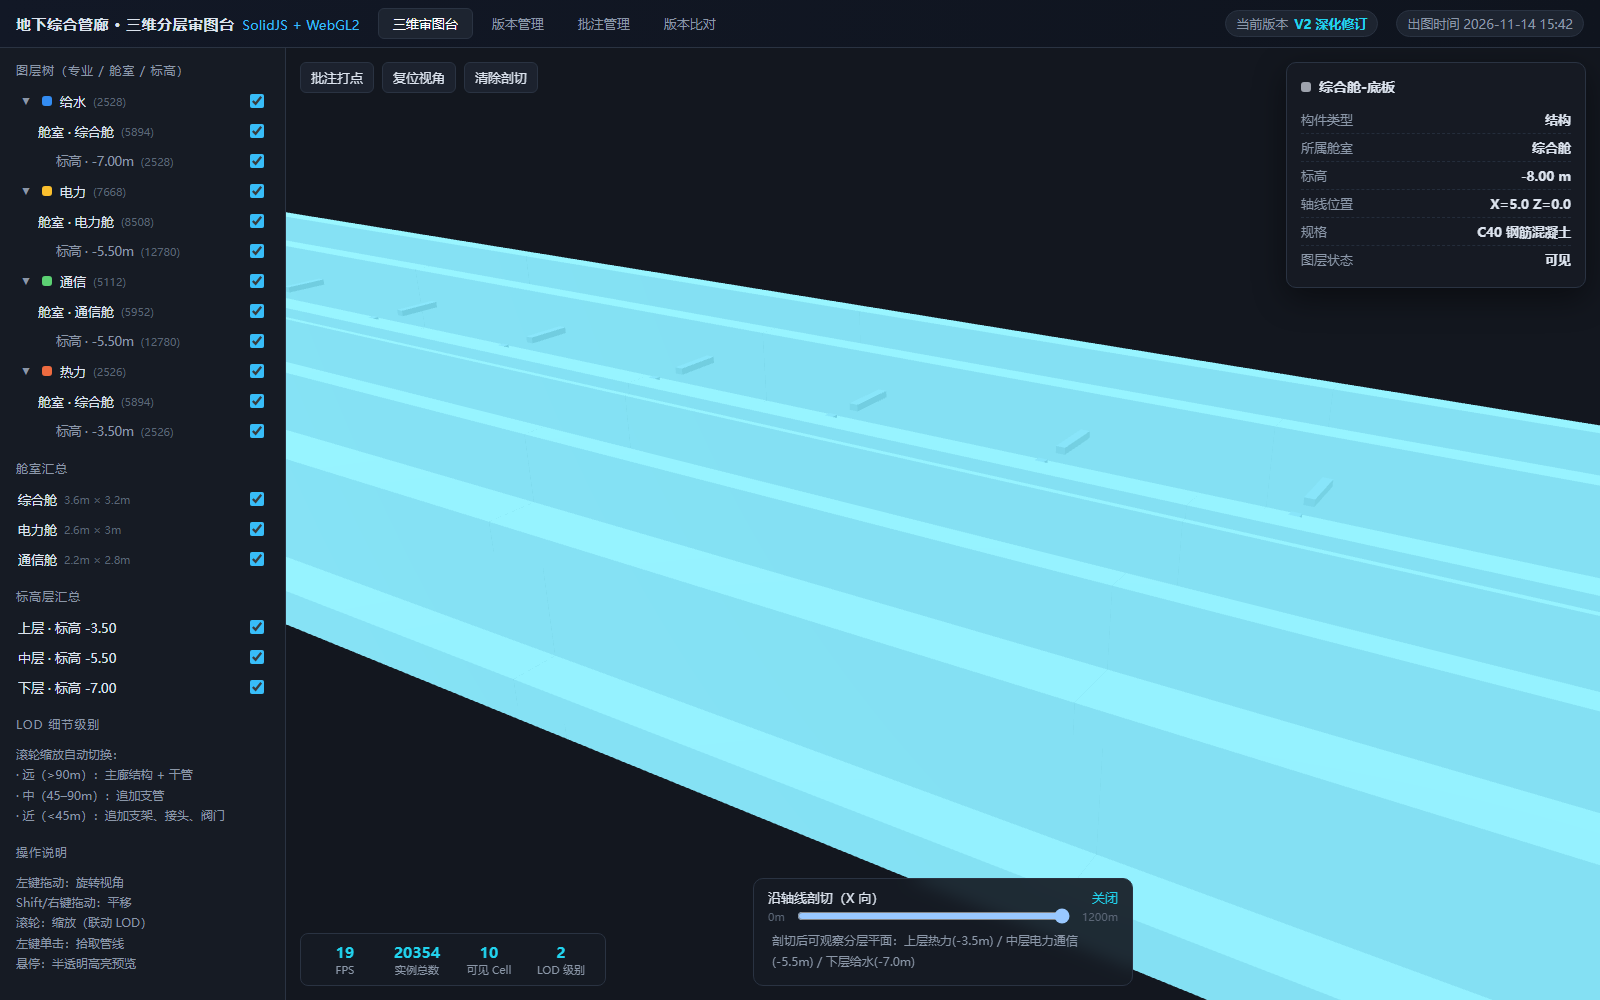 地下综合管廊 • 三维分层审图台 SolidJS + WebGL2 三维审图台 版本管理 批注管理 版本比对 当前版本 V2 深化修订 出图时间 2026-11-14 15:42
图层树（专业 / 舱室 / 标高）
▼ 给水 (2528)
舱室 · 综合舱 (5894)
标高 · -7.00m (2528)
▼ 电力 (7668)
舱室 · 电力舱 (8508)
标高 · -5.50m (12780)
▼ 通信 (5112)
舱室 · 通信舱 (5952)
标高 · -5.50m (12780)
▼ 热力 (2526)
舱室 · 综合舱 (5894)
标高 · -3.50m (2526)
舱室汇总
综合舱 3.6m × 3.2m
电力舱 2.6m × 3m
通信舱 2.2m × 2.8m
标高层汇总
上层 · 标高 -3.50
中层 · 标高 -5.50
下层 · 标高 -7.00
LOD 细节级别
滚轮缩放自动切换：
· 远（>90m）：主廊结构 + 干管
· 中（45–90m）：追加支管
· 近（<45m）：追加支架、接头、阀门
操作说明
左键拖动：旋转视角
Shift/右键拖动：平移
滚轮：缩放（联动 LOD）
左键单击：拾取管线
悬停：半透明高亮预览
批注打点 复位视角 清除剖切
综合舱-底板
构件类型 结构
所属舱室 综合舱
标高 -8.00 m
轴线位置 X=5.0 Z=0.0
规格 C40 钢筋混凝土
图层状态 可见
19 20354 10 2
FPS 实例总数 可见 Cell LOD 级别
沿轴线剖切（X 向） 关闭
0m 1200m
剖切后可观察分层平面：上层热力(-3.5m) / 中层电力通信
(-5.5m) / 下层给水(-7.0m)